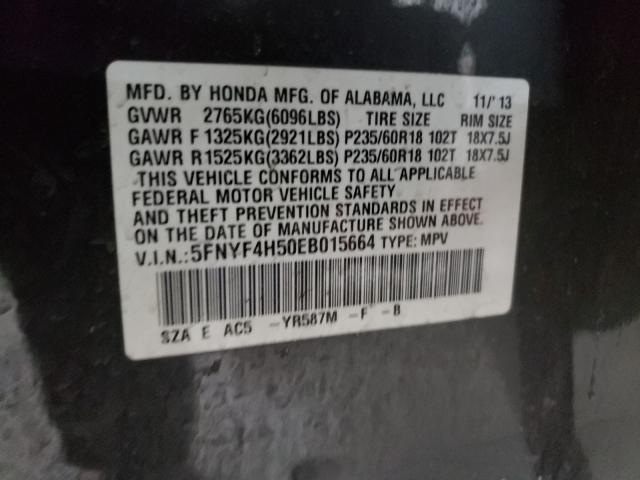 MFD. BY HONDA MFG. OF ALABAMA, LLC 11/'13
GVWR 2765KG(6096LBS) TIRE SIZE RIM SIZE
GAWR F 1325KG(2921LBS) P235/60R18 102T 18X7.5J
GAWR R1525KG(3362LBS) P235/60R18 102T 18X7.5J
THIS VEHICLE CONFORMS TO ALL APPLICABLE
FEDERAL MOTOR VEHICLE SAFETY
AND THEFT PREVENTION STANDARDS IN EFFECT
ON THE DATE OF MANUFACTURE SHOWN ABOVE.
V.I.N.:5FNYF4H50EB015664 TYPE: MPV
SZA E AC5 -YR587M -F -B